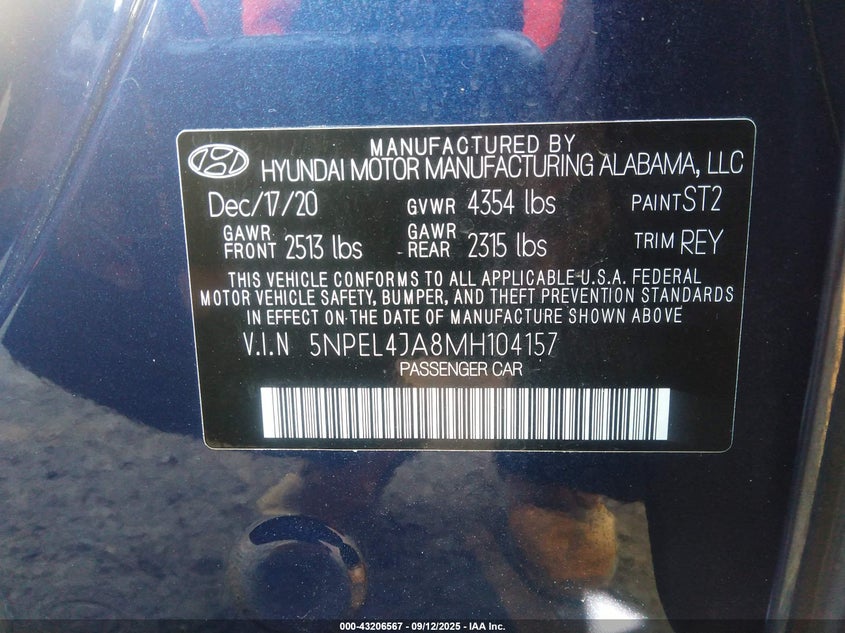 MANUFACTURED BY
HYUNDAI MOTOR MANUFACTURING ALABAMA, LLC
Dec/17/20 GVWR 4354 lbs PAINT ST2
GAWR FRONT 2513 lbs GAWR REAR 2315 lbs TRIM REY
THIS VEHICLE CONFORMS TO ALL APPLICABLE U.S.A. FEDERAL
MOTOR VEHICLE SAFETY, BUMPER, AND THEFT PREVENTION STANDARDS
IN EFFECT ON THE DATE OF MANUFACTURE SHOWN ABOVE
V.I.N 5NPEL4JA8MH104157
PASSENGER CAR
000-43206567 - 09/12/2025 - IAA Inc.